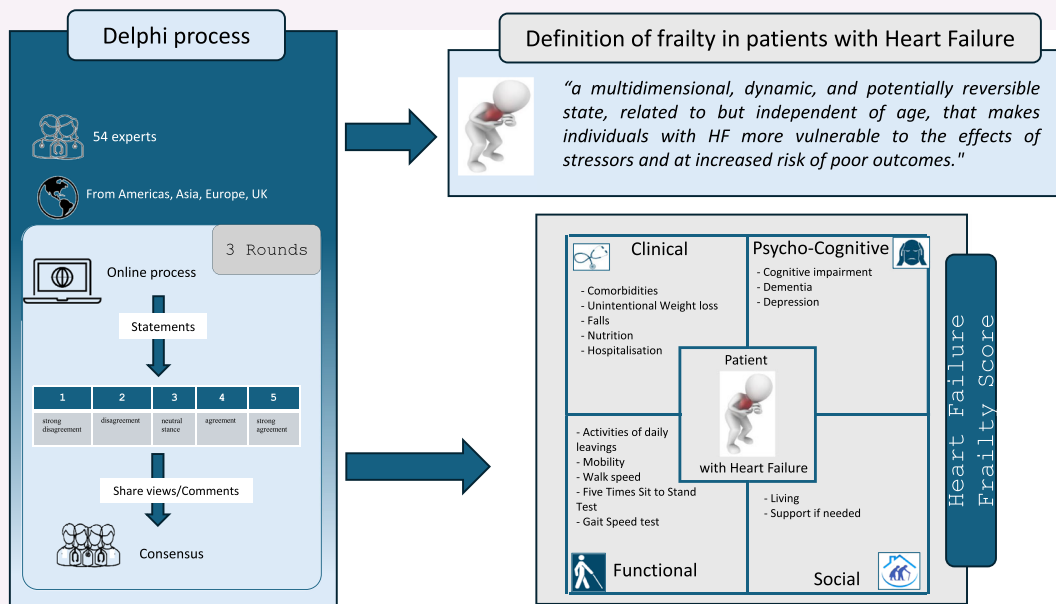 Delphi process
54 experts
From Americas, Asia, Europe, UK
3 Rounds
Online process
Statements
1 2 3 4 5
strong disagreement neutral agreement strong
disagreement stance agreement
Share views/Comments
Consensus
Definition of frailty in patients with Heart Failure
“a multidimensional, dynamic, and potentially reversible
state, related to but independent of age, that makes
individuals with HF more vulnerable to the effects of
stressors and at increased risk of poor outcomes."
Clinical
- Comorbidities
- Unintentional Weight loss
- Falls
- Nutrition
- Hospitalisation
Psycho-Cognitive
- Cognitive impairment
- Dementia
- Depression
Patient
with Heart Failure
- Activities of daily
leavings
- Mobility
- Walk speed
- Five Times Sit to Stand
Test
- Gait Speed test
Functional
- Living
- Support if needed
Social
Heart Failure
Frailty Score